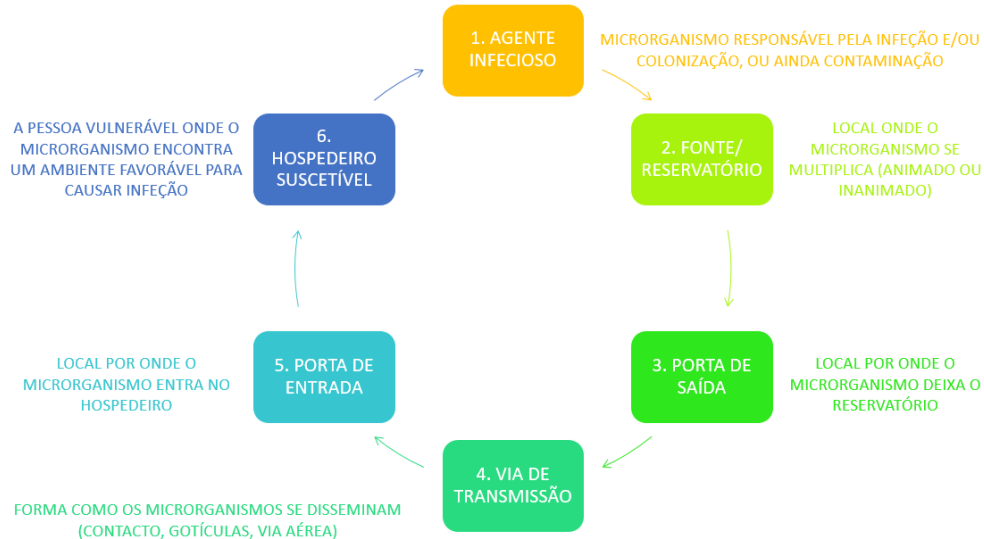 1. AGENTE
INFECIOSO
MICRORGANISMO RESPONSÁVEL PELA INFEÇÃO E/OU
COLONIZAÇÃO, OU AINDA CONTAMINAÇÃO
2. FONTE/
RESERVATÓRIO
LOCAL ONDE O
MICRORGANISMO SE
MULTIPLICA (ANIMADO OU
INANIMADO)
3. PORTA DE
SAÍDA
LOCAL POR ONDE O
MICRORGANISMO DEIXA O
RESERVATÓRIO
4. VIA DE
TRANSMISSÃO
FORMA COMO OS MICRORGANISMOS SE DISSEMINAM
(CONTACTO, GOTÍCULAS, VIA AÉREA)
5. PORTA DE
ENTRADA
LOCAL POR ONDE O
MICRORGANISMO ENTRA NO
HOSPEDEIRO
6.
HOSPEDEIRO
SUSCETÍVEL
A PESSOA VULNERÁVEL ONDE O
MICRORGANISMO ENCONTRA
UM AMBIENTE FAVORÁVEL PARA
CAUSAR INFEÇÃO